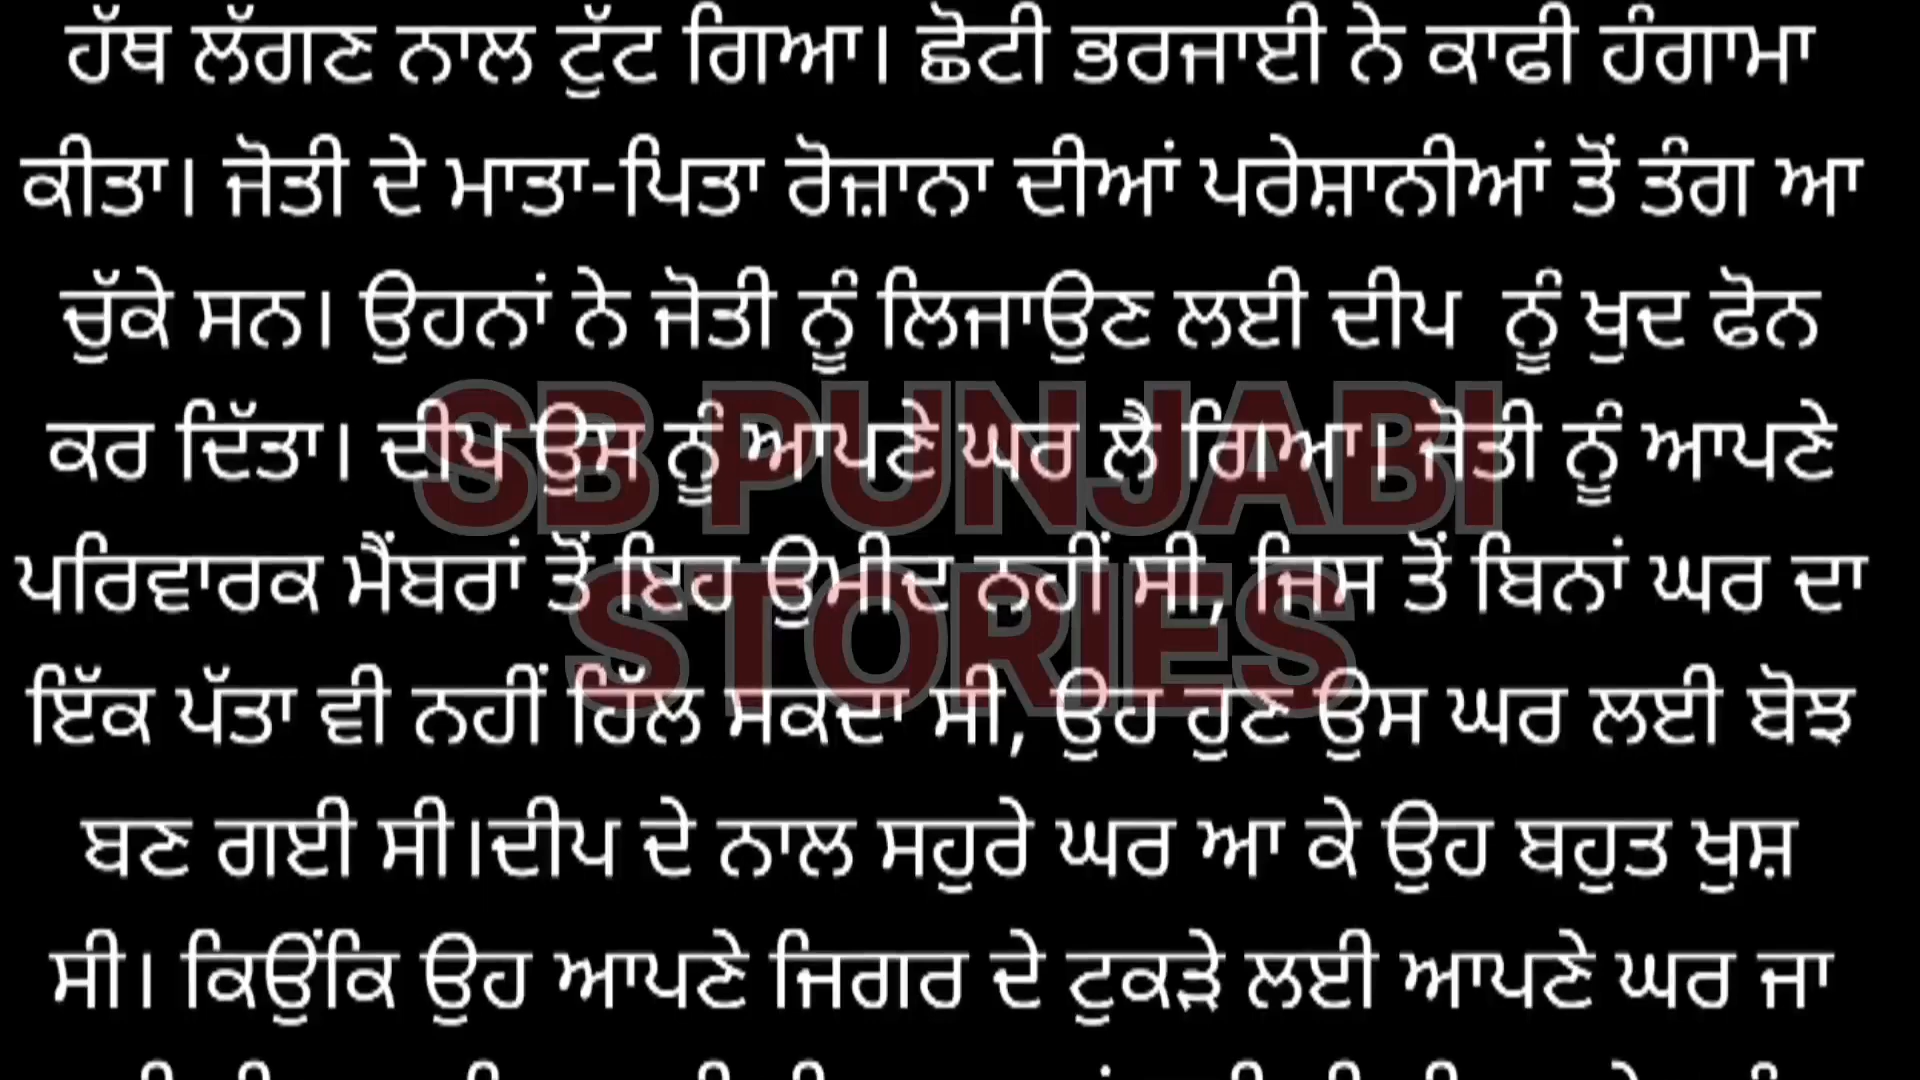 ਹੱਥ ਲੱਗਣ ਨਾਲ ਟੁੱਟ ਗਿਆ। ਛੋਟੀ ਭਰਜਾਈ ਨੇ ਕਾਫੀ ਹੰਗਾਮਾ
ਕੀਤਾ। ਜੋਤੀ ਦੇ ਮਾਤਾ-ਪਿਤਾ ਰੋਜ਼ਾਨਾ ਦੀਆਂ ਪਰੇਸ਼ਾਨੀਆਂ ਤੋਂ ਤੰਗ ਆ
ਚੁੱਕੇ ਸਨ। ਉਹਨਾਂ ਨੇ ਜੋਤੀ ਨੂੰ ਲਿਜਾਉਣ ਲਈ ਦੀਪ ਨੂੰ ਖੁਦ ਫੋਨ
ਕਰ ਦਿੱਤਾ। ਦੀਪ ਉਸ ਨੂੰ ਆਪਣੇ ਘਰ ਲੈ ਗਿਆ। ਜੋਤੀ ਨੂੰ ਆਪਣੇ
ਪਰਿਵਾਰਕ ਮੈਂਬਰਾਂ ਤੋਂ ਇਹ ਉਮੀਦ ਨਹੀਂ ਸੀ, ਜਿਸ ਤੋਂ ਬਿਨਾਂ ਘਰ ਦਾ
ਇੱਕ ਪੱਤਾ ਵੀ ਨਹੀਂ ਹਿੱਲ ਸਕਦਾ ਸੀ, ਉਹ ਹੁਣ ਉਸ ਘਰ ਲਈ ਬੋਝ
ਬਣ ਗਈ ਸੀ।ਦੀਪ ਦੇ ਨਾਲ ਸਹੁਰੇ ਘਰ ਆ ਕੇ ਉਹ ਬਹੁਤ ਖੁਸ਼
ਸੀ। ਕਿਉਂਕਿ ਉਹ ਆਪਣੇ ਜਿਗਰ ਦੇ ਟੁਕੜੇ ਲਈ ਆਪਣੇ ਘਰ ਜਾ
SB PUNJABI
STORIES